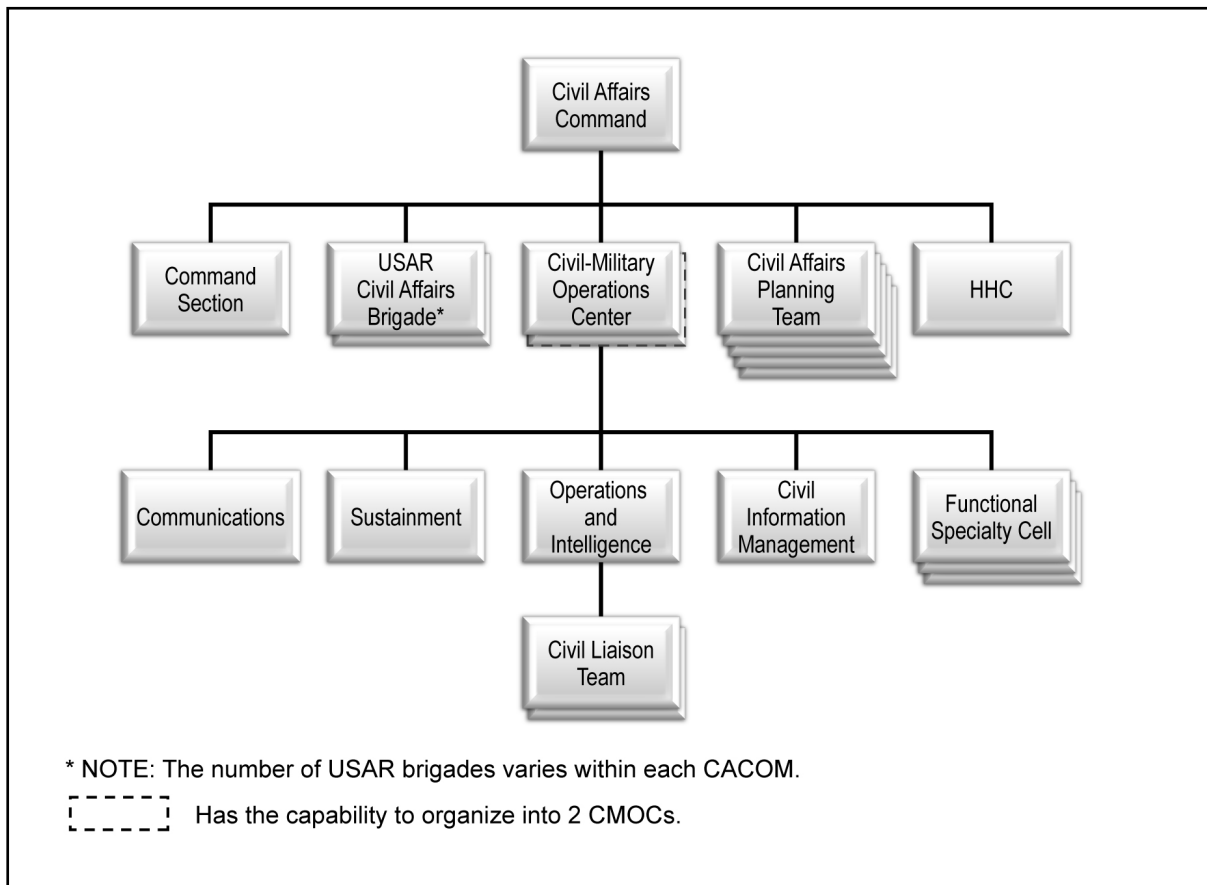 Civil Affairs
Command
Command
Section
USAR
Civil Affairs
Brigade*
Civil-Military
Operations
Center
Civil Affairs
Planning
Team
HHC
Communications
Sustainment
Operations
and
Intelligence
Civil
Information
Management
Functional
Specialty Cell
Civil Liaison
Team
* NOTE: The number of USAR brigades varies within each CACOM.
Has the capability to organize into 2 CMOCs.